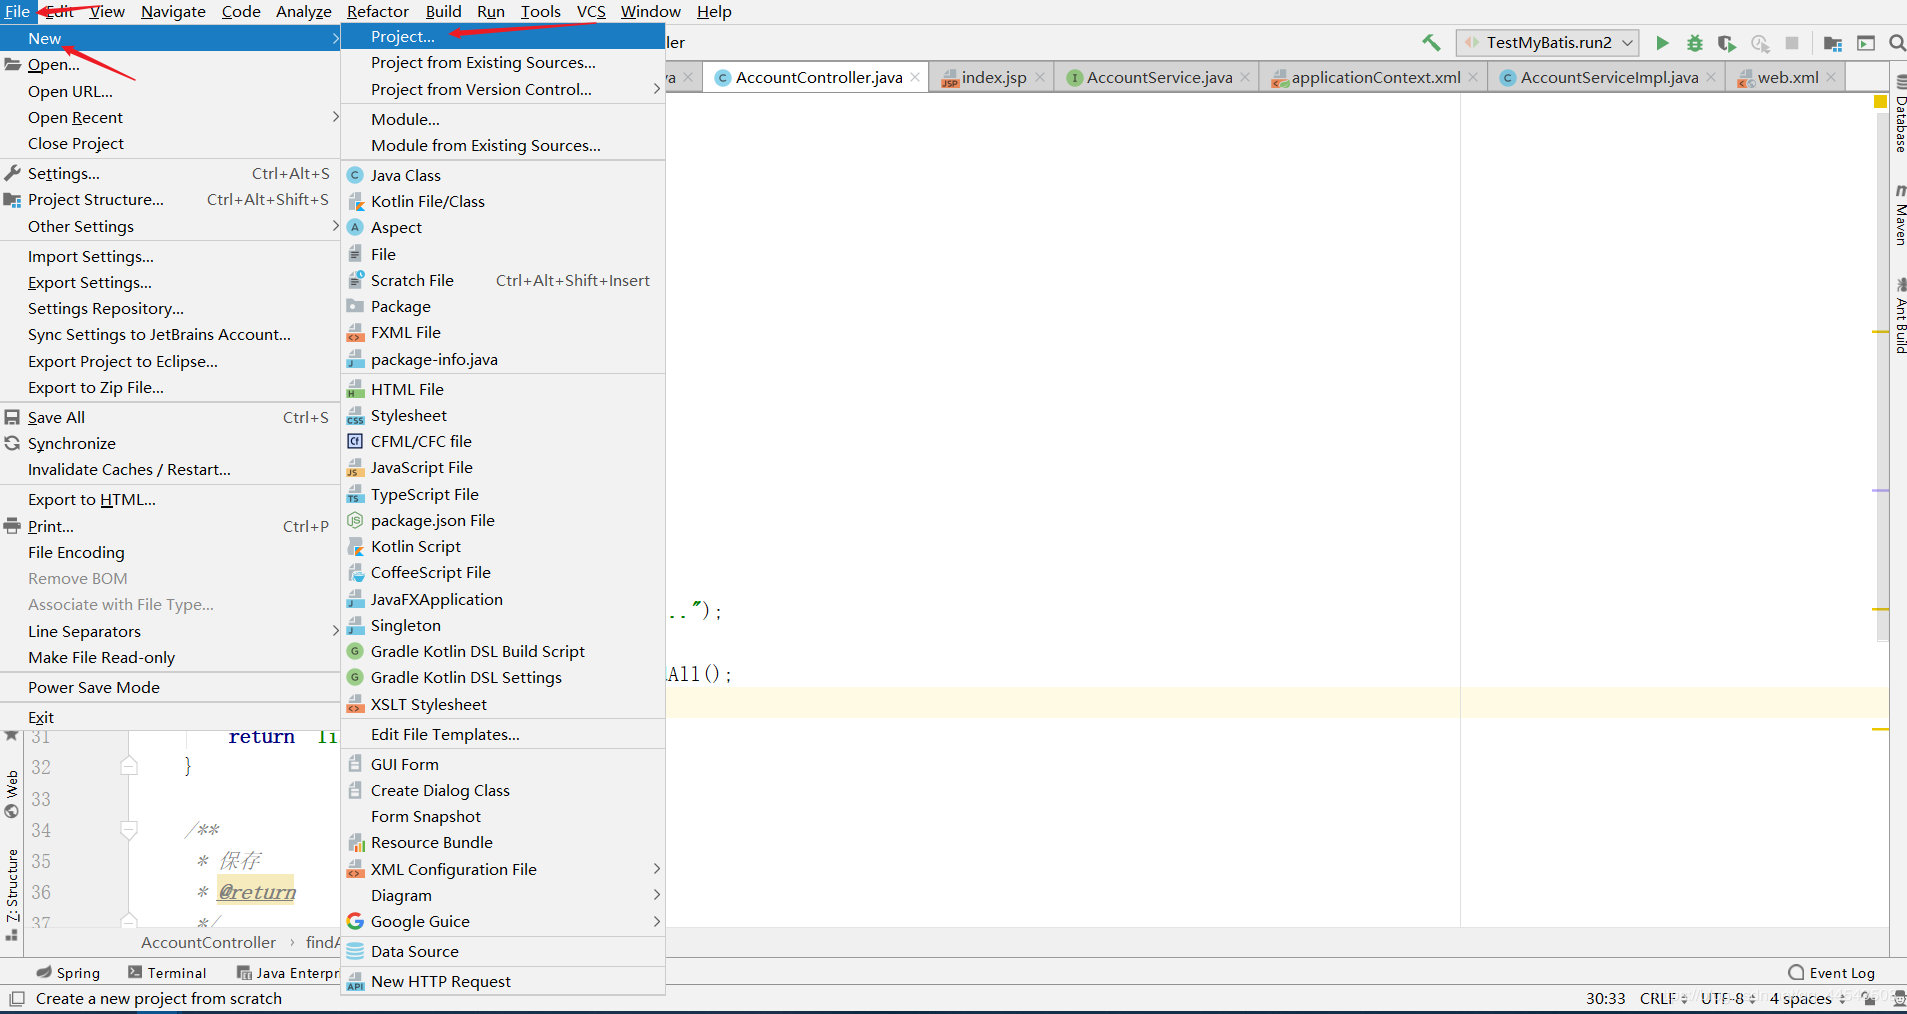 File Edit View Navigate Code Analyze Refactor Build Run Tools VCS Window Help
New
Open...
Open URL...
Open Recent
Close Project
Settings... Ctrl+Alt+S
Project Structure... Ctrl+Alt+Shift+S
Other Settings
Import Settings...
Export Settings...
Settings Repository...
Sync Settings to JetBrains Account...
Export Project to Eclipse...
Export to Zip File...
Save All Ctrl+S
Synchronize
Invalidate Caches / Restart...
Export to HTML...
Print... Ctrl+P
File Encoding
Remove BOM
Associate with File Type...
Line Separators
Make File Read-only
Power Save Mode
Exit
Project...
Project from Existing Sources...
Project from Version Control...
Module...
Module from Existing Sources...
Java Class
Kotlin File/Class
Aspect
File
Scratch File Ctrl+Alt+Shift+Insert
Package
FXML File
package-info.java
HTML File
Stylesheet
CFML/CFC file
JavaScript File
TypeScript File
package.json File
Kotlin Script
CoffeeScript File
JavaFXApplication
Singleton
Gradle Kotlin DSL Build Script
Gradle Kotlin DSL Settings
XSLT Stylesheet
Edit File Templates...
GUI Form
Create Dialog Class
Form Snapshot
Resource Bundle
XML Configuration File
Diagram
Google Guice
Data Source
New HTTP Request
ler
TestMyBatis.run2
a AccountController.java index.jsp AccountService.java applicationContext.xml AccountServiceImpl.java web.xml
..");
All();
31 return li
32 }
33
34 /**
35 * 保存
36 * @return
37 */
AccountController › findA
Web
Z: Structure
Database
Maven
Ant Build
Spring Terminal Java Enterpr Event Log
Create a new project from scratch 30:33 CRLF UTF-8 4 spaces